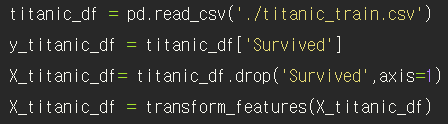 titanic_df = pd.read_csv('./titanic_train.csv')
y_titanic_df = titanic_df['Survived']
X_titanic_df= titanic_df.drop('Survived',axis=1)
X_titanic_df = transform_features(X_titanic_df)